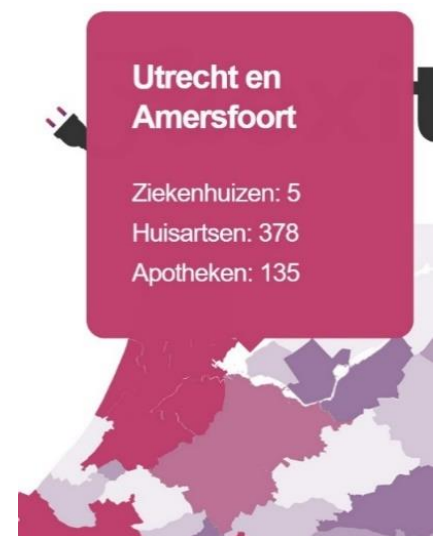 Utrecht en
Amersfoort
Ziekenhuizen: 5
Huisartsen: 378
Apotheken: 135